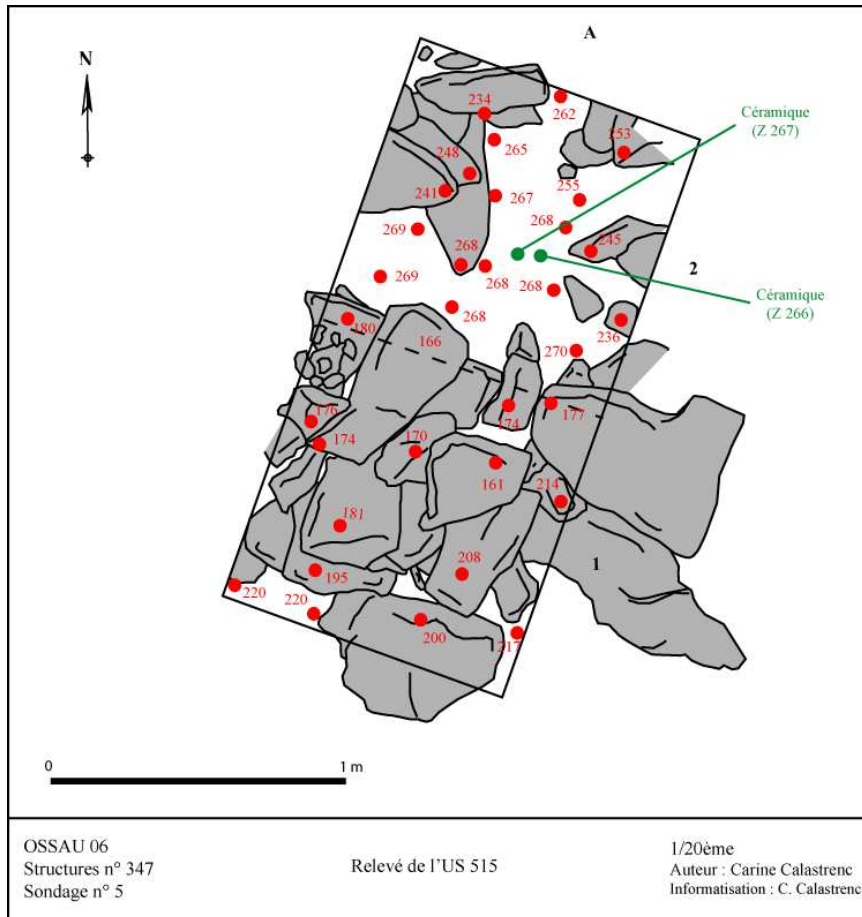 A
N
234
262
Céramique
(Z 267)
253
265
248
241
267
255
269
268
245
268
268
2
269
268
Céramique
(Z 266)
268
180
236
166
270
176
174
177
174
170
161
214
181
208
1
195
220
220
200
217
0
1 m
OSSAU 06
Structures n° 347
Sondage n° 5
Relevé de l'US 515
1/20ème
Auteur : Carine Calastrenc
Informatisation : C. Calastrenc